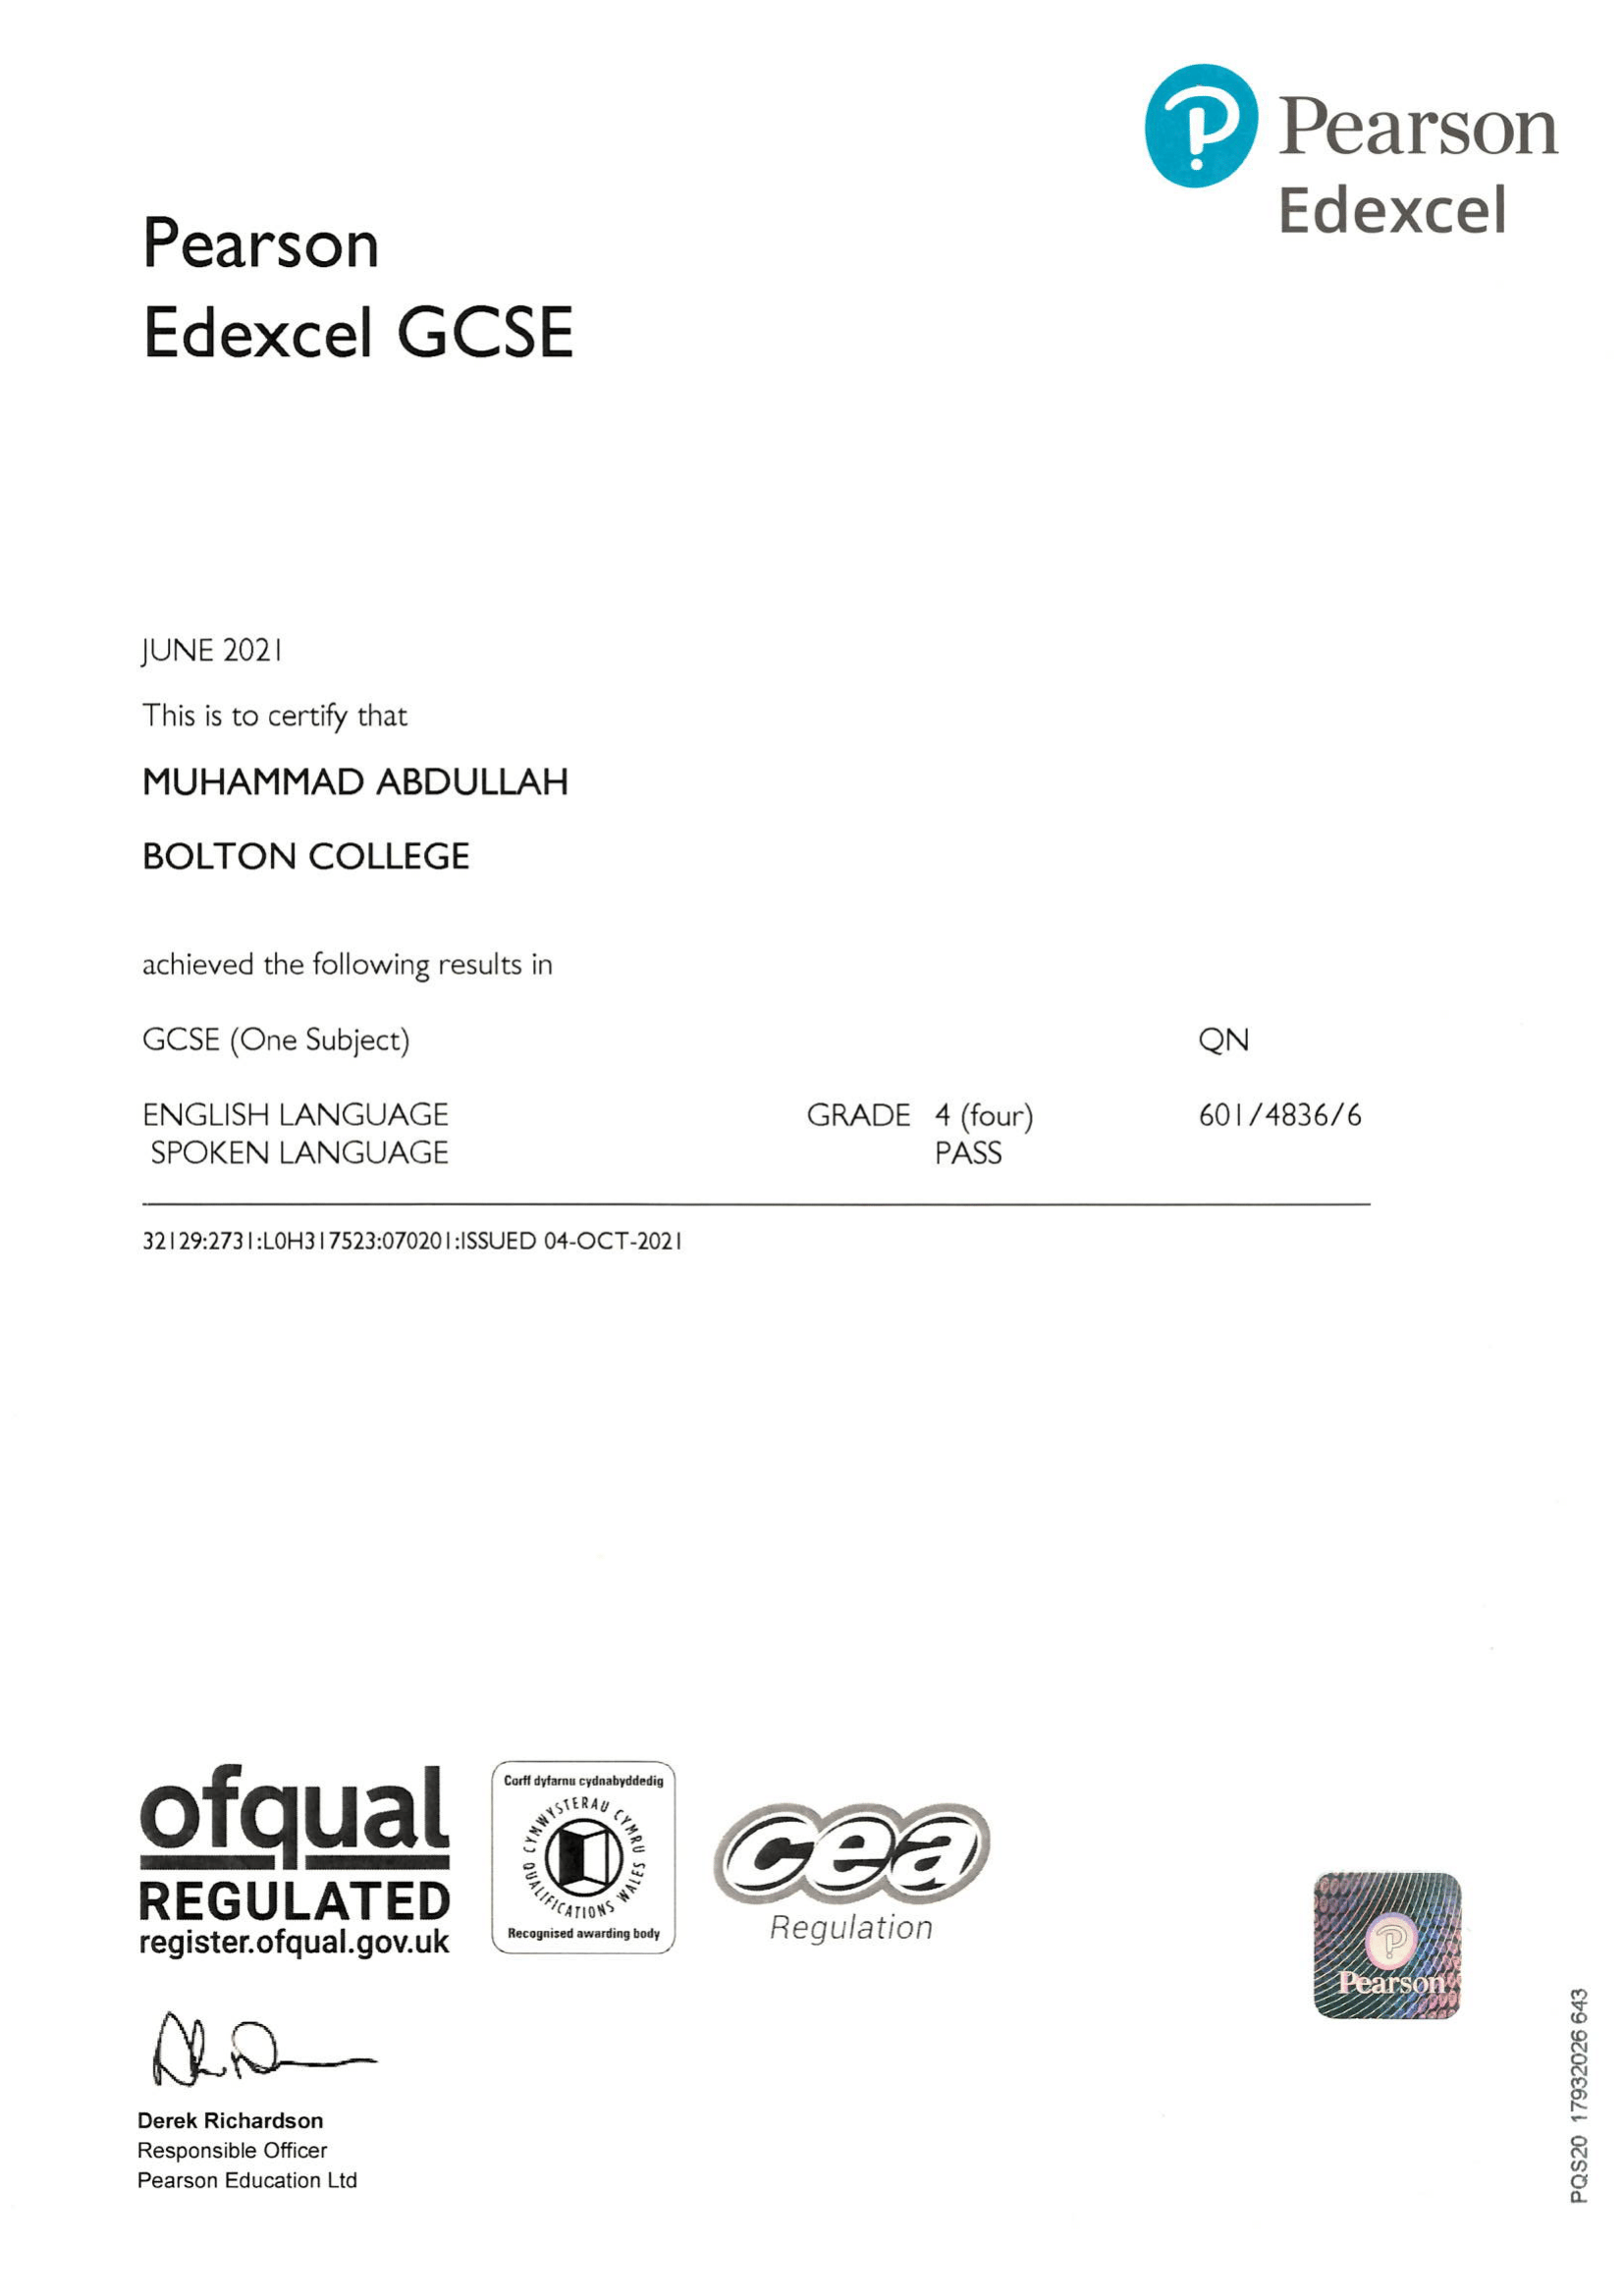 Pearson
Edexcel
Pearson
Edexcel GCSE
JUNE 2021
This is to certify that
MUHAMMAD ABDULLAH
BOLTON COLLEGE
achieved the following results in
GCSE (One Subject) QN
ENGLISH LANGUAGE GRADE 4 (four) 601/4836/6
SPOKEN LANGUAGE PASS
32129:2731:L0H317523:070201:ISSUED 04-OCT-2021
ofqual
REGULATED
register.ofqual.gov.uk
Corff dyfarnu cydnabyddedig
CYMWYSTERAU CYMRU
QUALIFICATIONS WALES
Recognised awarding body
cea
Regulation
Pearson
Derek Richardson
Responsible Officer
Pearson Education Ltd
PQS20 17932026 643